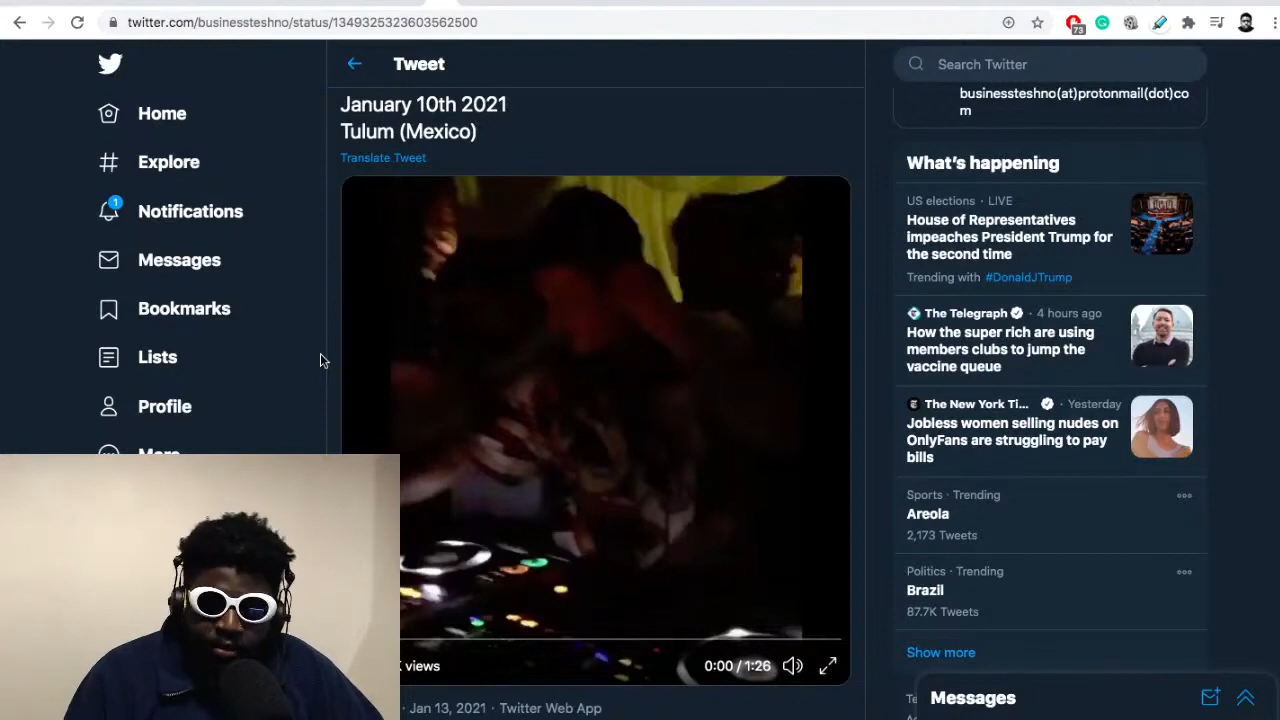 twitter.com/businessteshno/status/1349325323603562500
73
Home
Explore
1
Notifications
Messages
Bookmarks
Lists
Profile
More
Tweet
January 10th 2021
Tulum (Mexico)
Translate Tweet
K views
0:00 / 1:26
Jan 13, 2021 · Twitter Web App
Search Twitter
businessteshno(at)protonmail(dot)co
m
What's happening
US elections · LIVE
House of Representatives
impeaches President Trump for
the second time
Trending with #DonaldJTrump
The Telegraph · 4 hours ago
How the super rich are using
members clubs to jump the
vaccine queue
The New York Ti... · Yesterday
Jobless women selling nudes on
OnlyFans are struggling to pay
bills
Sports · Trending
Areola
2,173 Tweets
Politics · Trending
Brazil
87.7K Tweets
Show more
Te
Messages